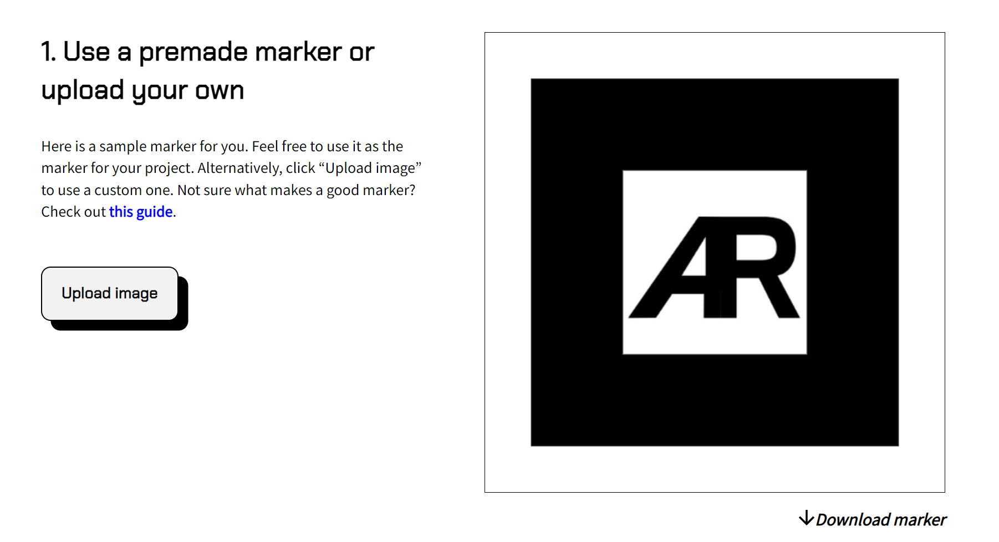 1. Use a premade marker or
upload your own
Here is a sample marker for you. Feel free to use it as the
marker for your project. Alternatively, click “Upload image”
to use a custom one. Not sure what makes a good marker?
Check out this guide.
Upload image
AR
Download marker